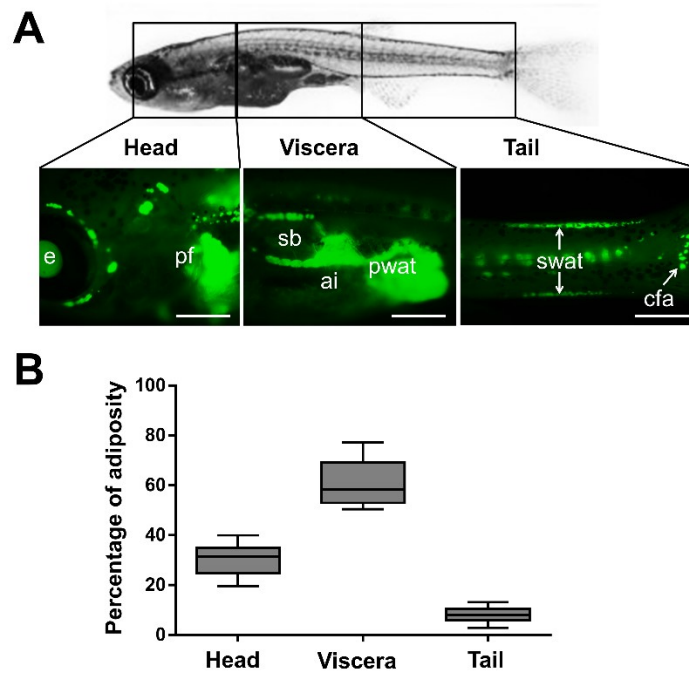 A
Head Viscera Tail
e pf sb ai pwat swat cfa
B
Percentage of adiposity
100
80
60
40
20
0
Head Viscera Tail